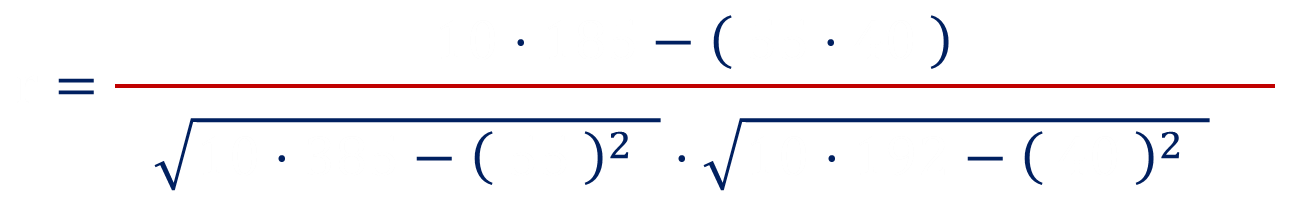 = · − ( · )
√ · − ( )² · √ · − ( )²